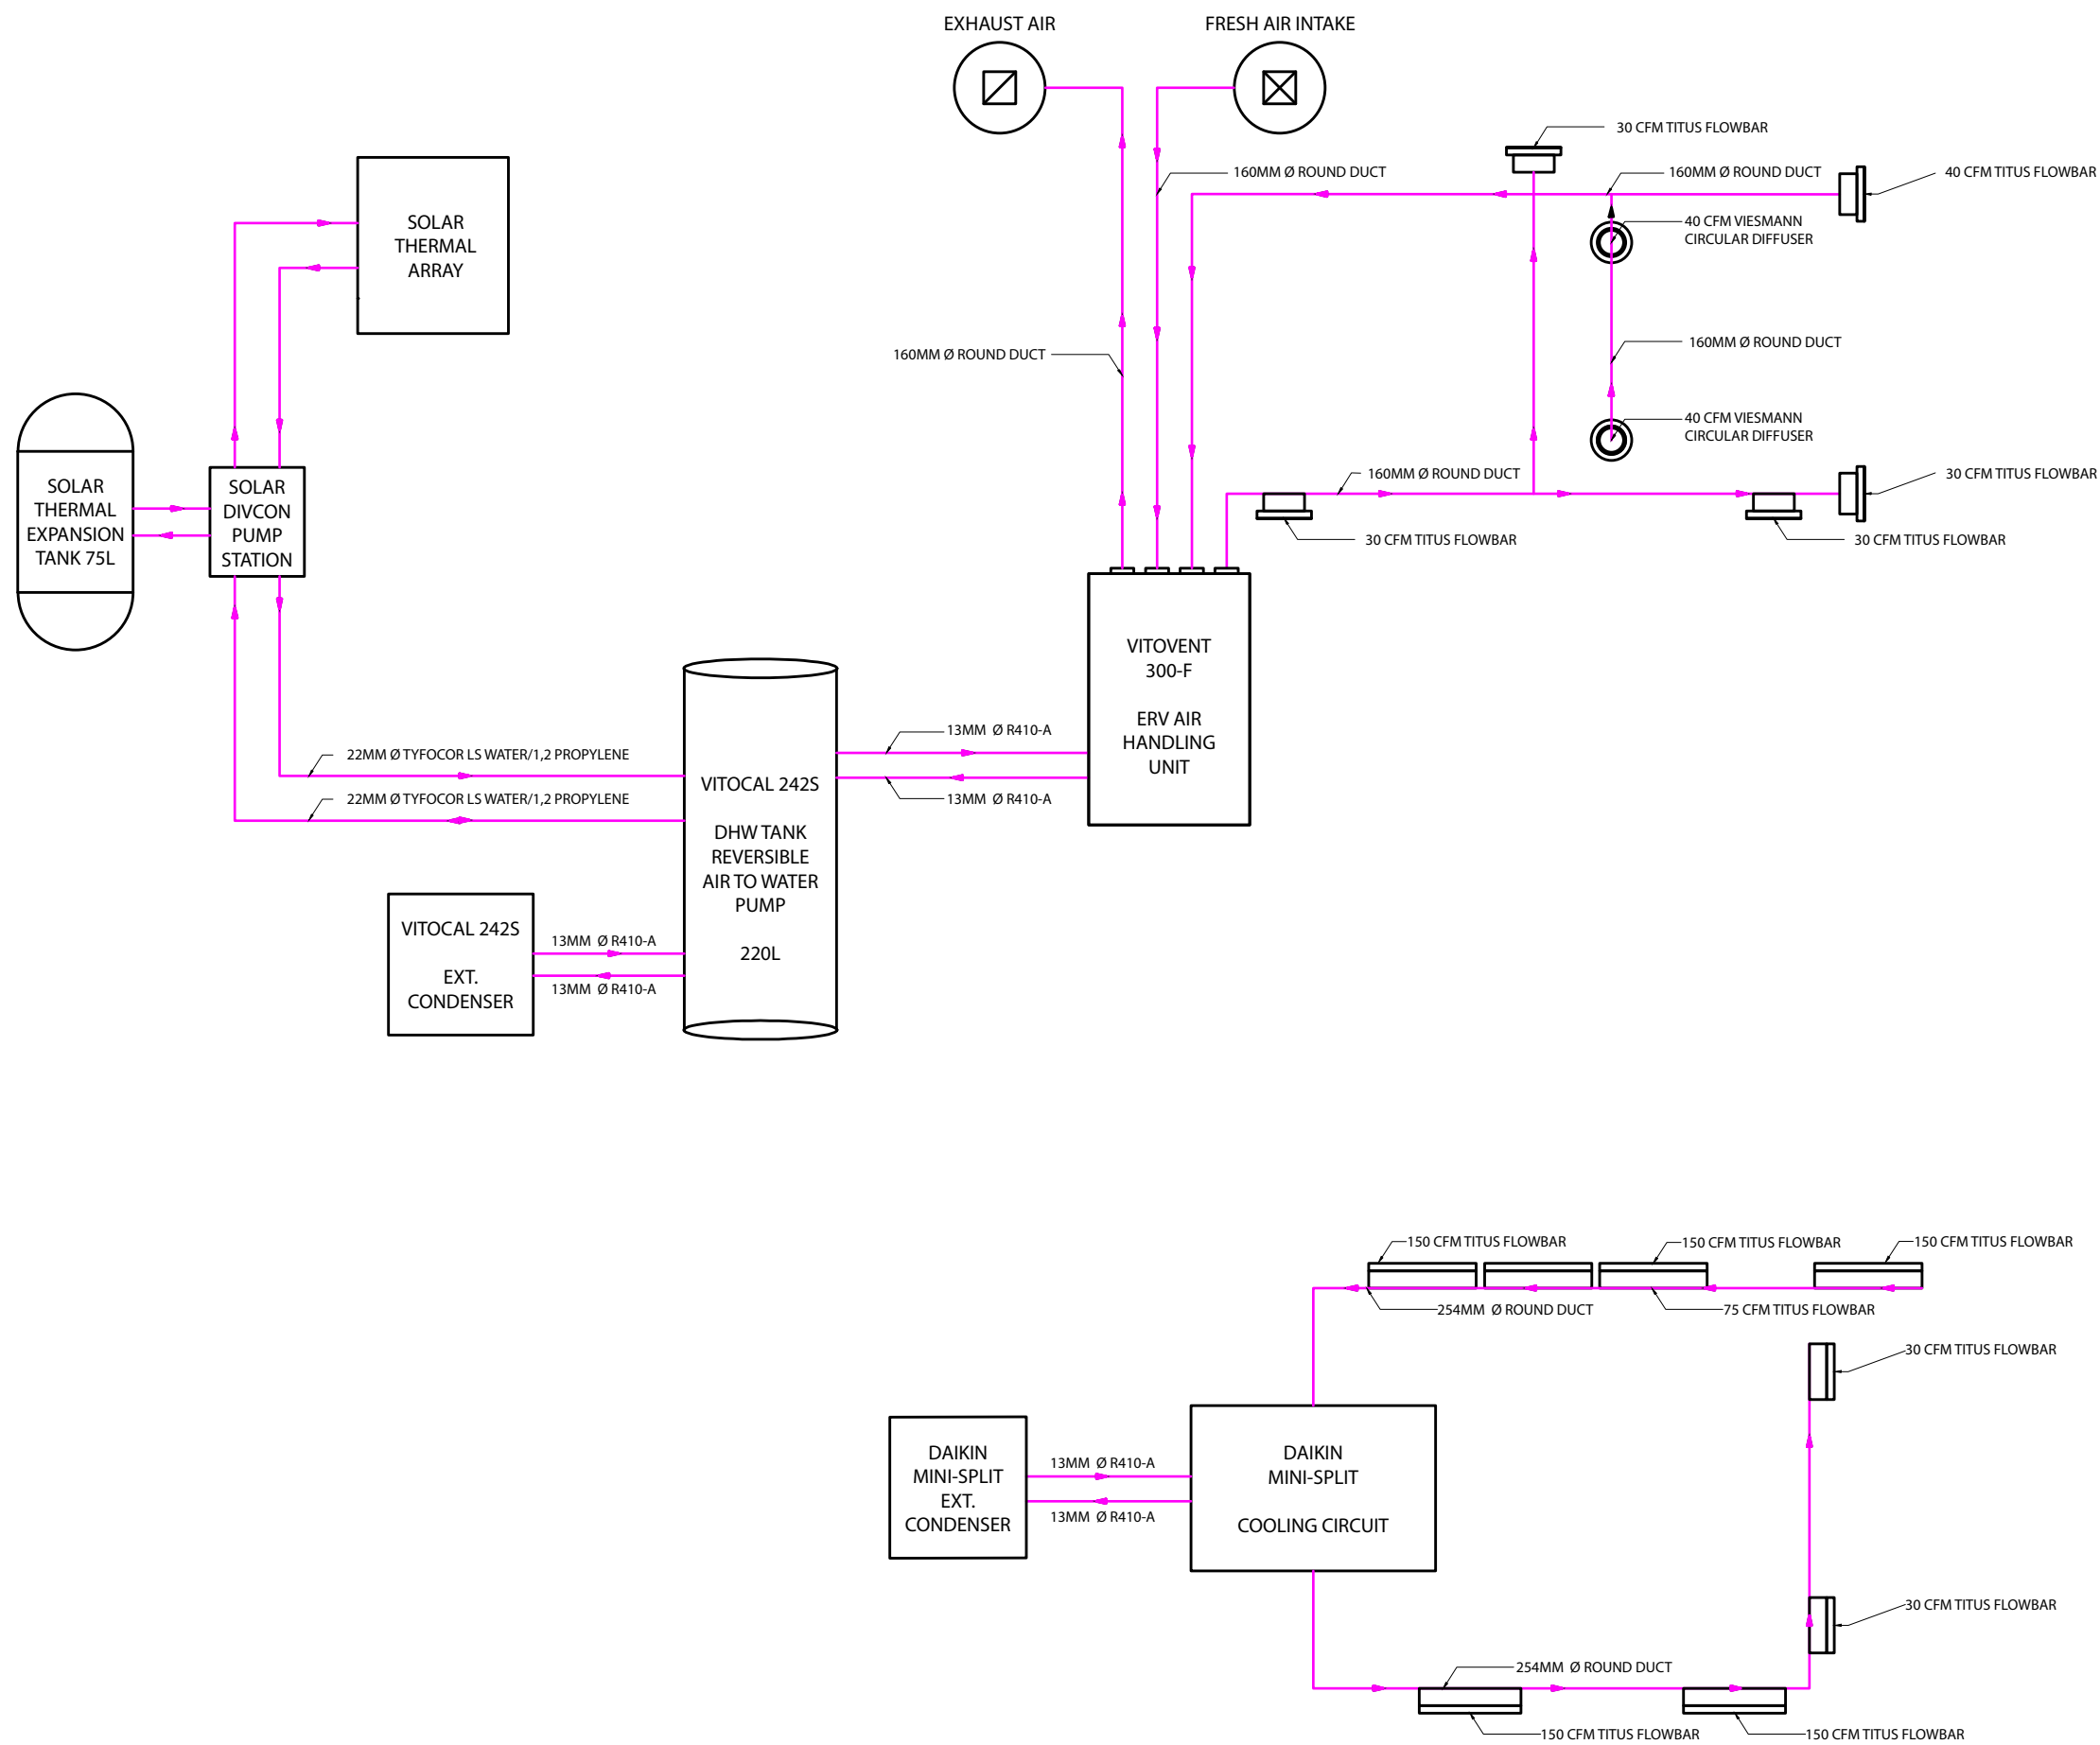 EXHAUST AIR
FRESH AIR INTAKE
30 CFM TITUS FLOWBAR
160MM Ø ROUND DUCT
160MM Ø ROUND DUCT
40 CFM TITUS FLOWBAR
SOLAR
THERMAL
ARRAY
40 CFM VIESMANN
CIRCULAR DIFFUSER
160MM Ø ROUND DUCT
160MM Ø ROUND DUCT
40 CFM VIESMANN
CIRCULAR DIFFUSER
160MM Ø ROUND DUCT
30 CFM TITUS FLOWBAR
SOLAR
THERMAL
EXPANSION
TANK 75L
SOLAR
DIVCON
PUMP
STATION
30 CFM TITUS FLOWBAR
30 CFM TITUS FLOWBAR
VITOVENT
300-F
ERV AIR
HANDLING
UNIT
13MM Ø R410-A
13MM Ø R410-A
22MM Ø TYFOCOR LS WATER/1,2 PROPYLENE
22MM Ø TYFOCOR LS WATER/1,2 PROPYLENE
VITOCAL 242S
DHW TANK
REVERSIBLE
AIR TO WATER
PUMP
220L
VITOCAL 242S
EXT.
CONDENSER
13MM Ø R410-A
13MM Ø R410-A
150 CFM TITUS FLOWBAR
150 CFM TITUS FLOWBAR
150 CFM TITUS FLOWBAR
254MM Ø ROUND DUCT
75 CFM TITUS FLOWBAR
30 CFM TITUS FLOWBAR
DAIKIN
MINI-SPLIT
EXT.
CONDENSER
13MM Ø R410-A
13MM Ø R410-A
DAIKIN
MINI-SPLIT
COOLING CIRCUIT
30 CFM TITUS FLOWBAR
254MM Ø ROUND DUCT
150 CFM TITUS FLOWBAR
150 CFM TITUS FLOWBAR